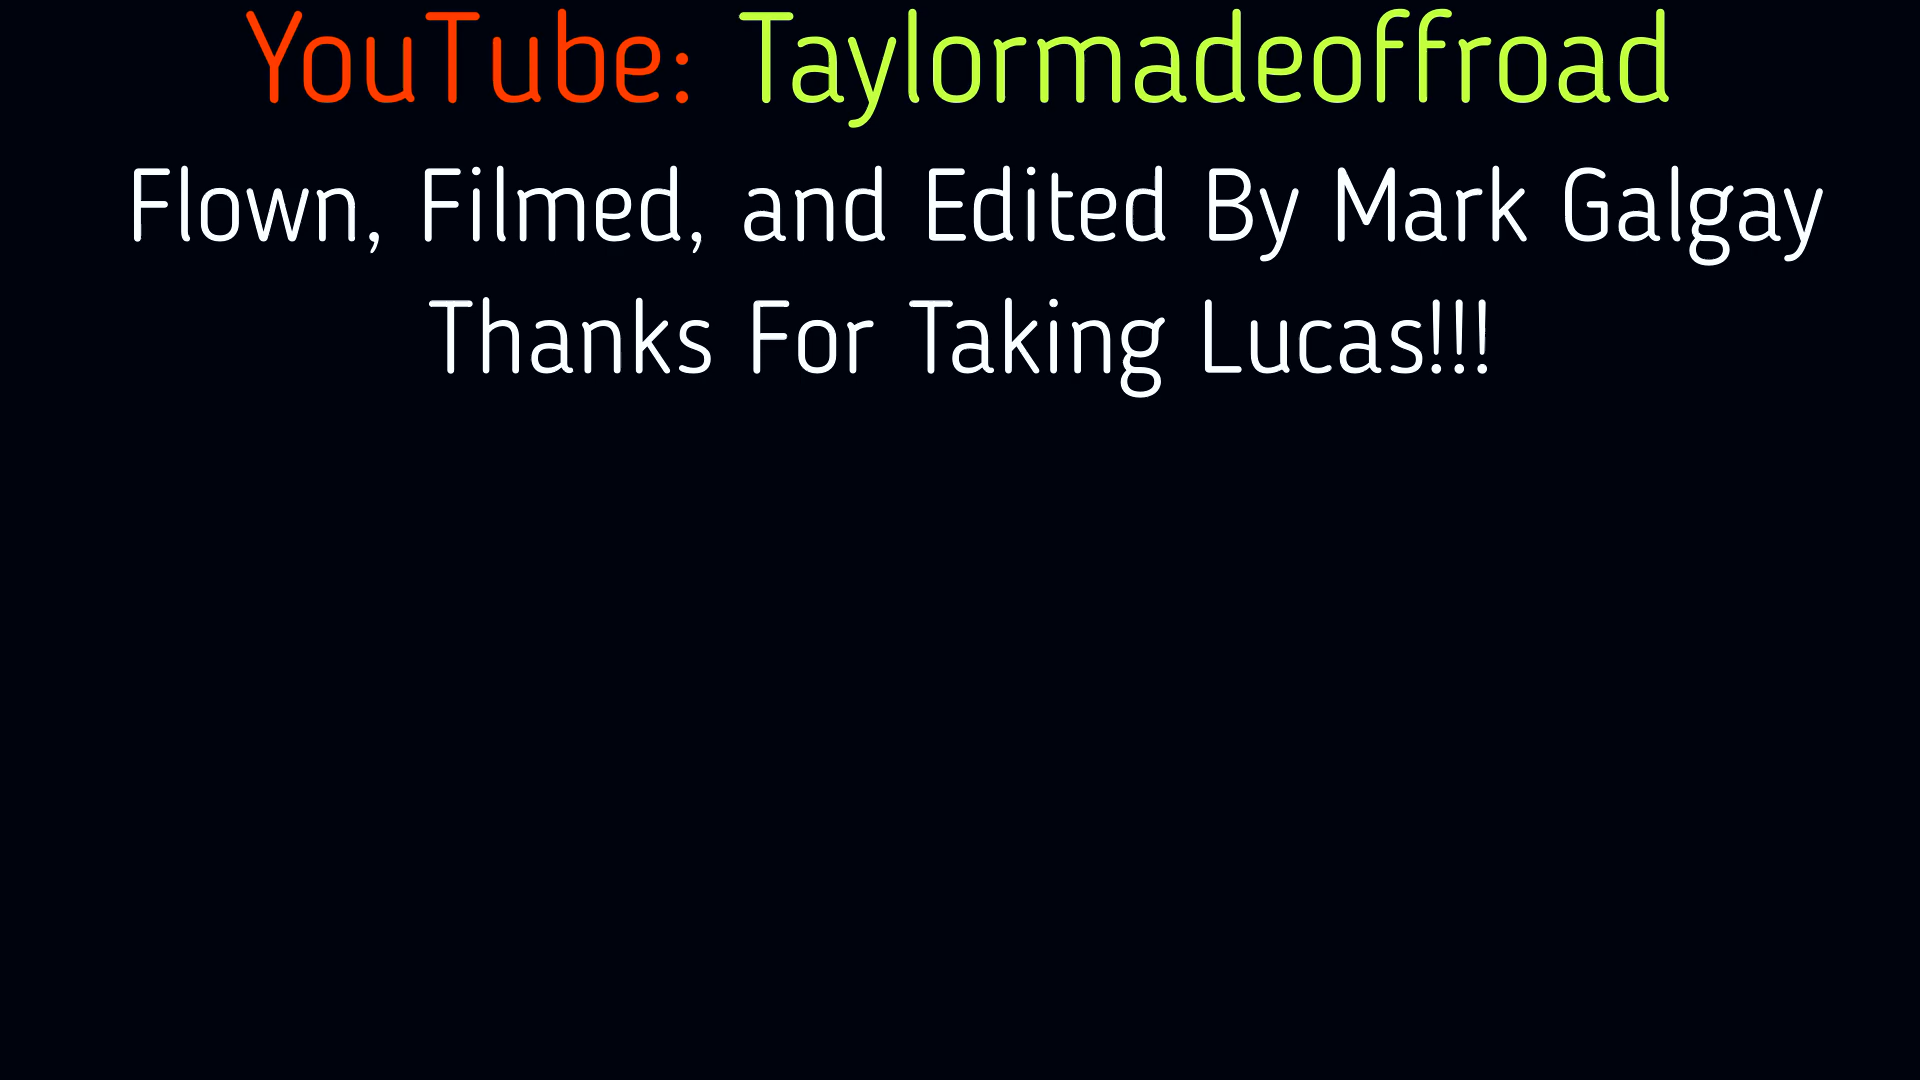 YouTube: Taylormadeoffroad
Flown, Filmed, and Edited By Mark Galgay
Thanks For Taking Lucas!!!